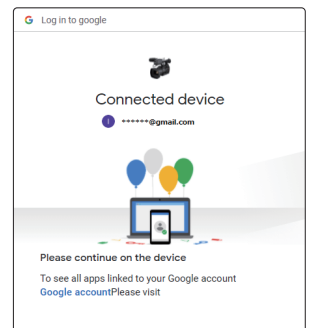 G Log in to google
Connected device
******@gmail.com
Please continue on the device
To see all apps linked to your Google account
Google accountPlease visit